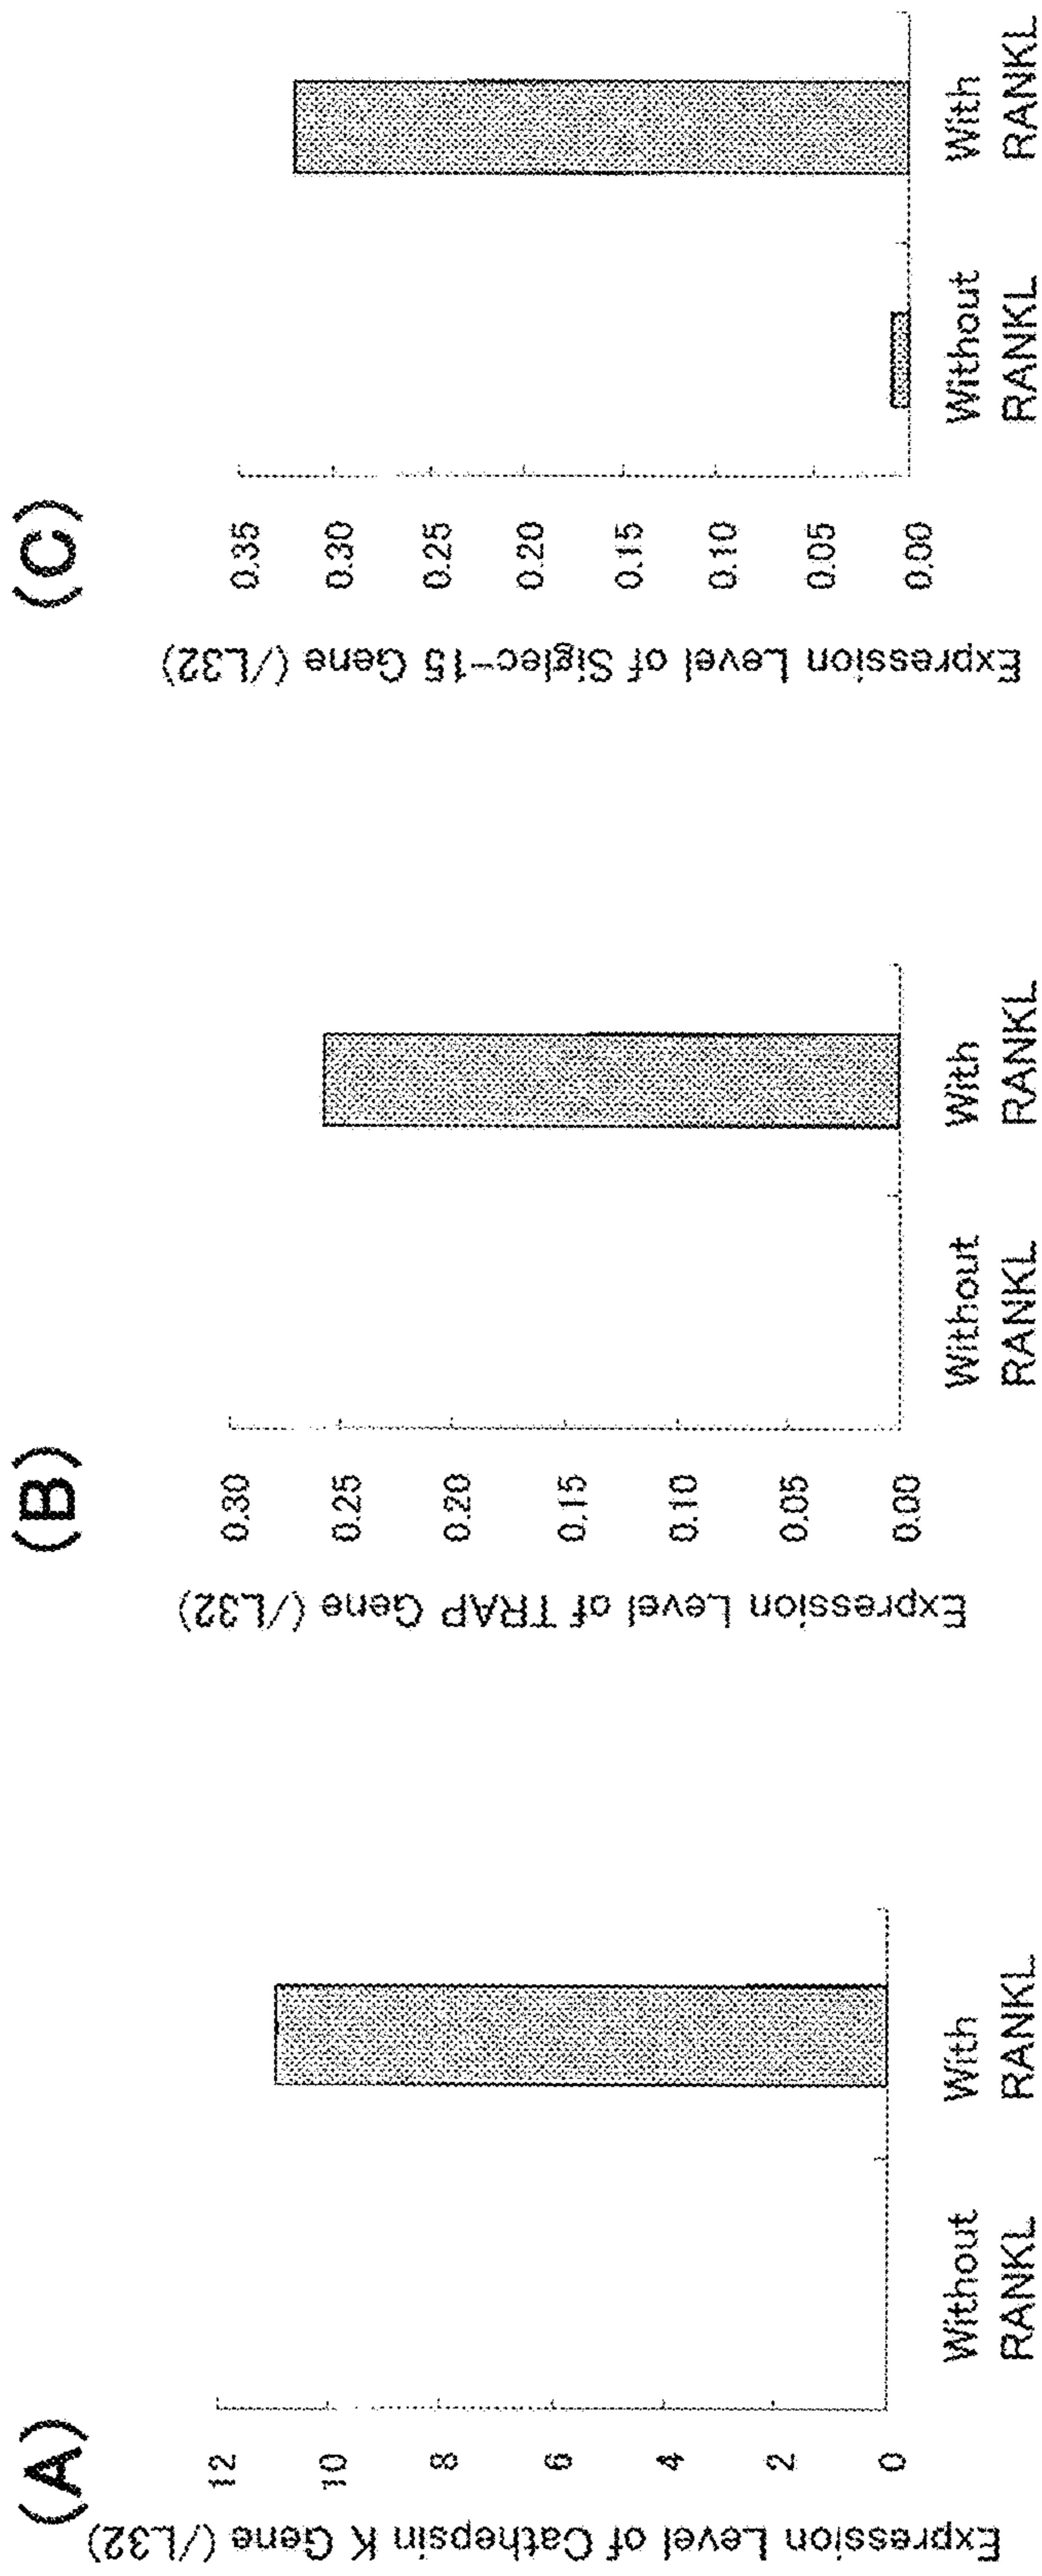 (A)
Expression Level of Cathepsin K Gene (/L32)
12
10
8
6
4
2
0
Without
RANKL
With
RANKL
(B)
Expression Level of TRAP Gene (/L32)
0.30
0.25
0.20
0.15
0.10
0.05
0.00
Without
RANKL
With
RANKL
(C)
Expression Level of Siglec-15 Gene (/L32)
0.35
0.30
0.25
0.20
0.15
0.10
0.05
0.00
Without
RANKL
With
RANKL